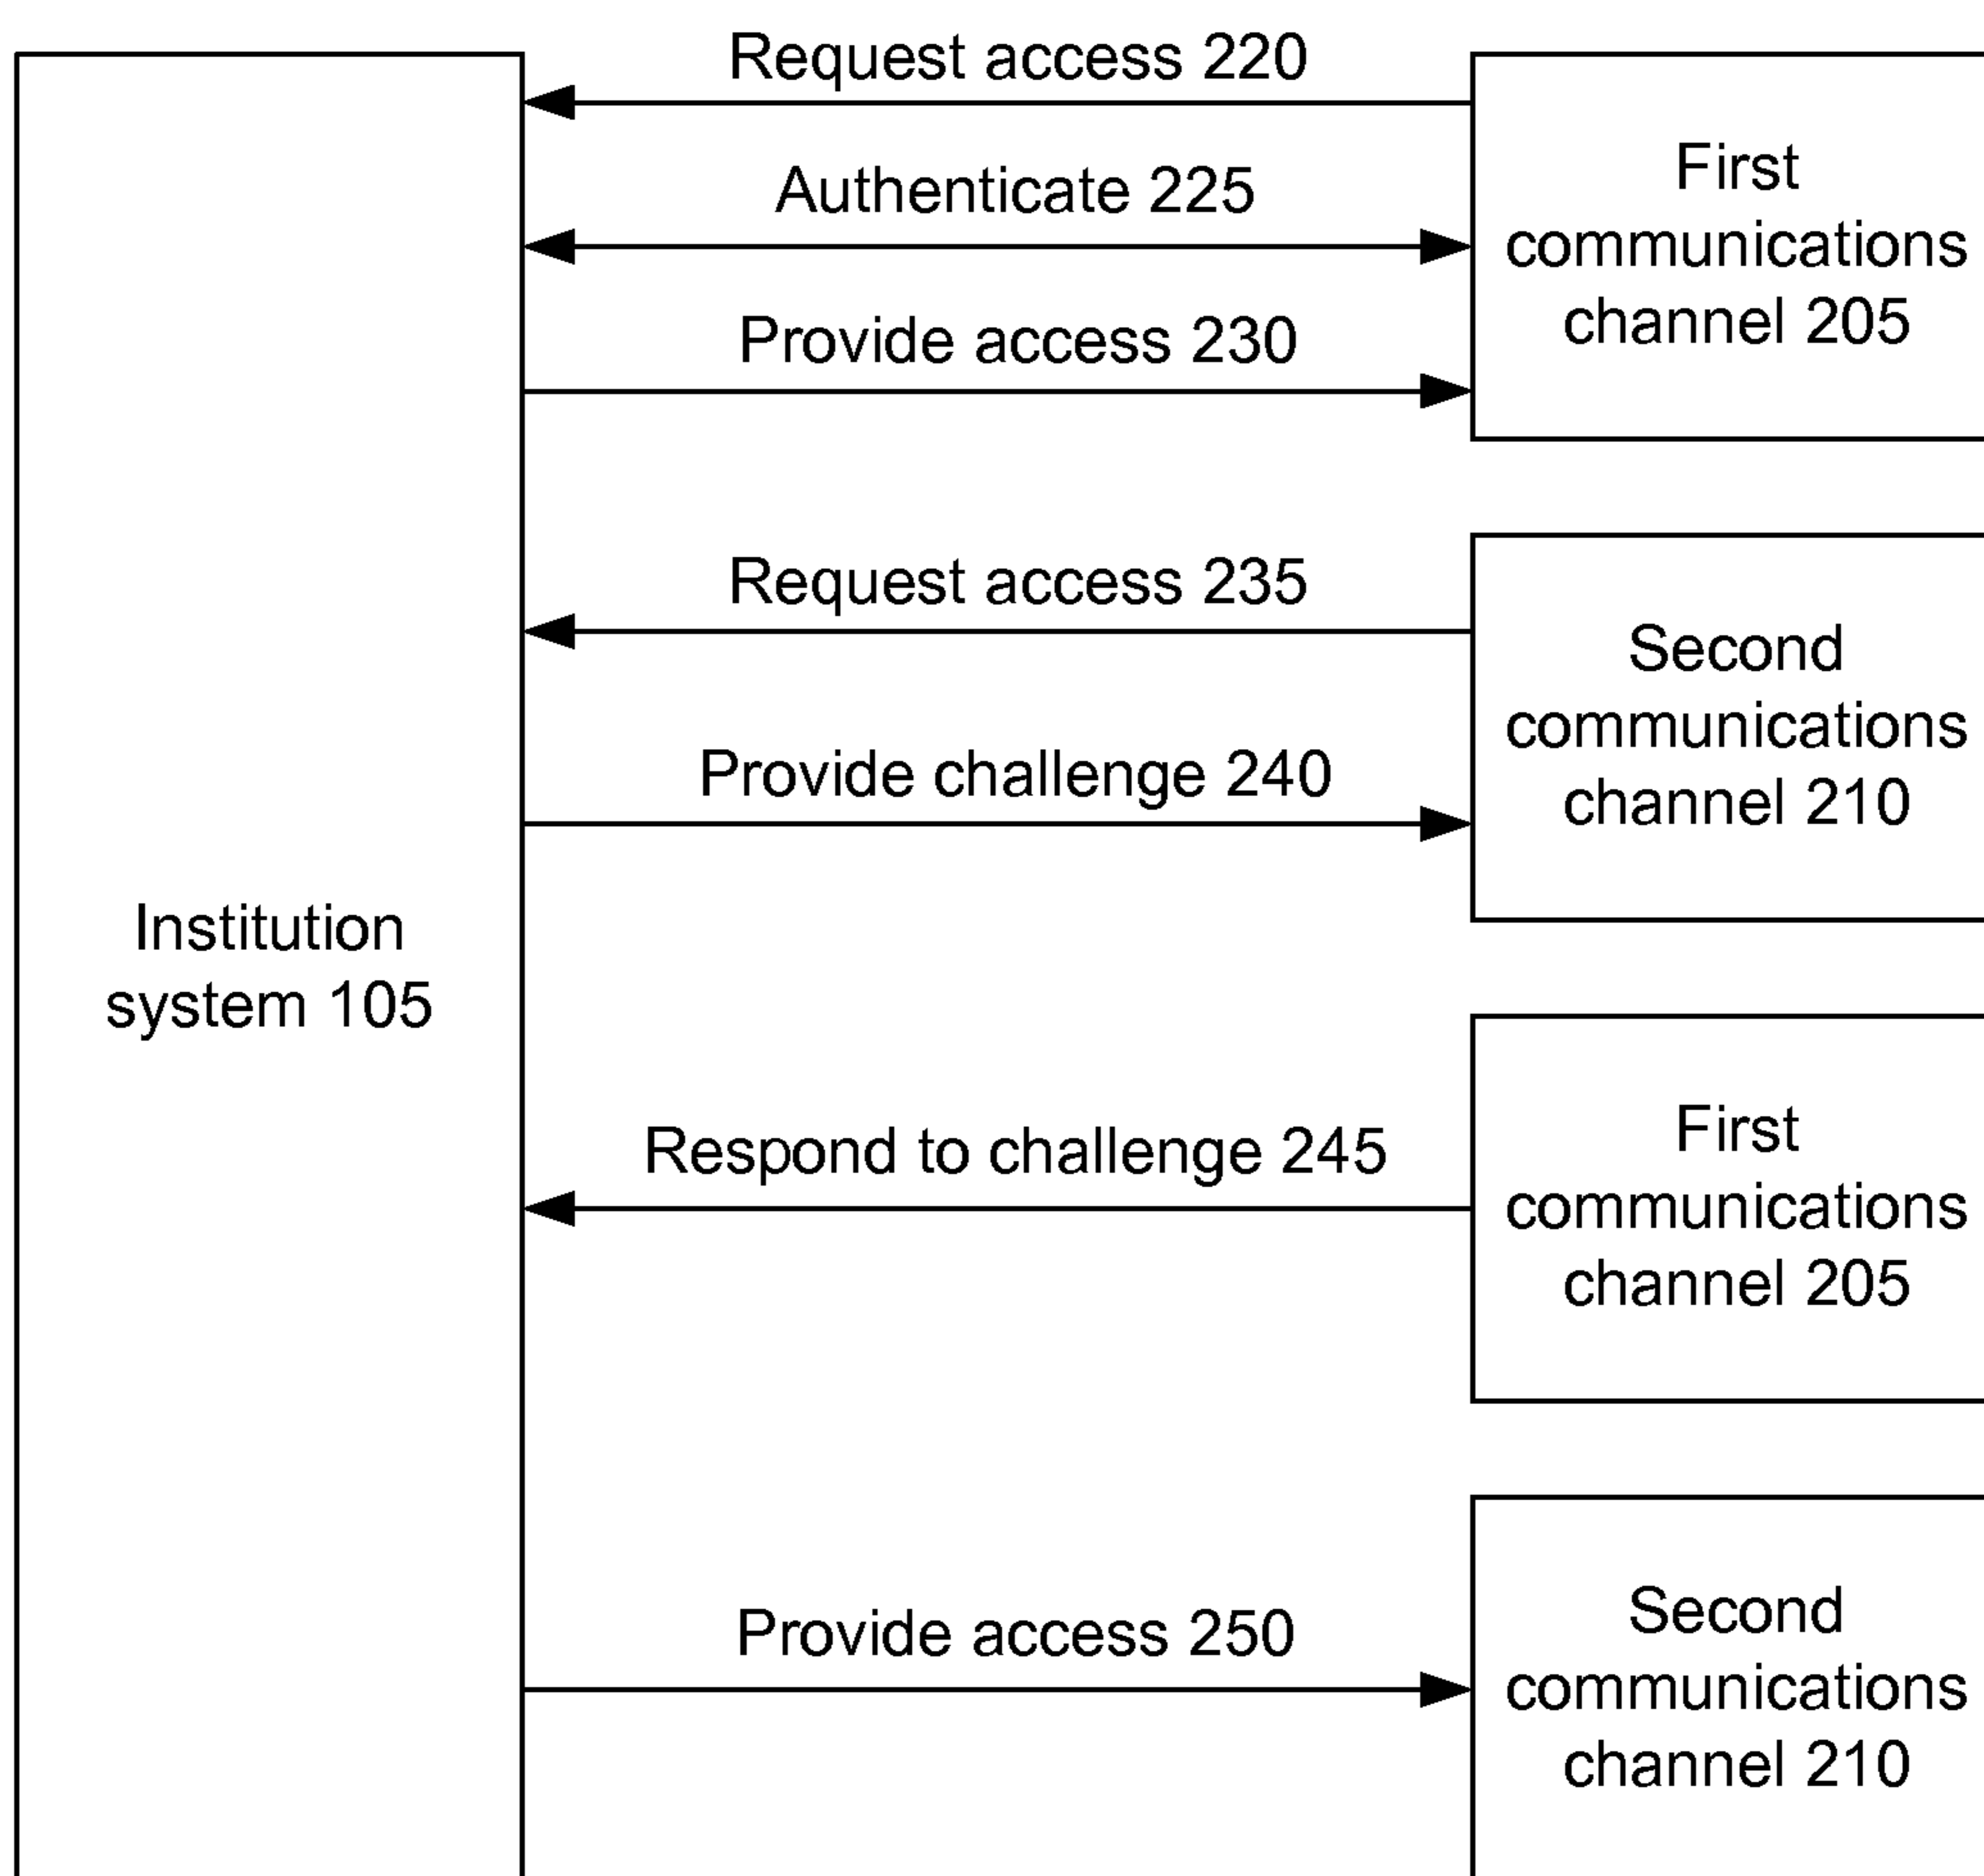 Request access 220
Authenticate 225
Provide access 230
First
communications
channel 205
Request access 235
Provide challenge 240
Second
communications
channel 210
Institution
system 105
Respond to challenge 245
First
communications
channel 205
Provide access 250
Second
communications
channel 210